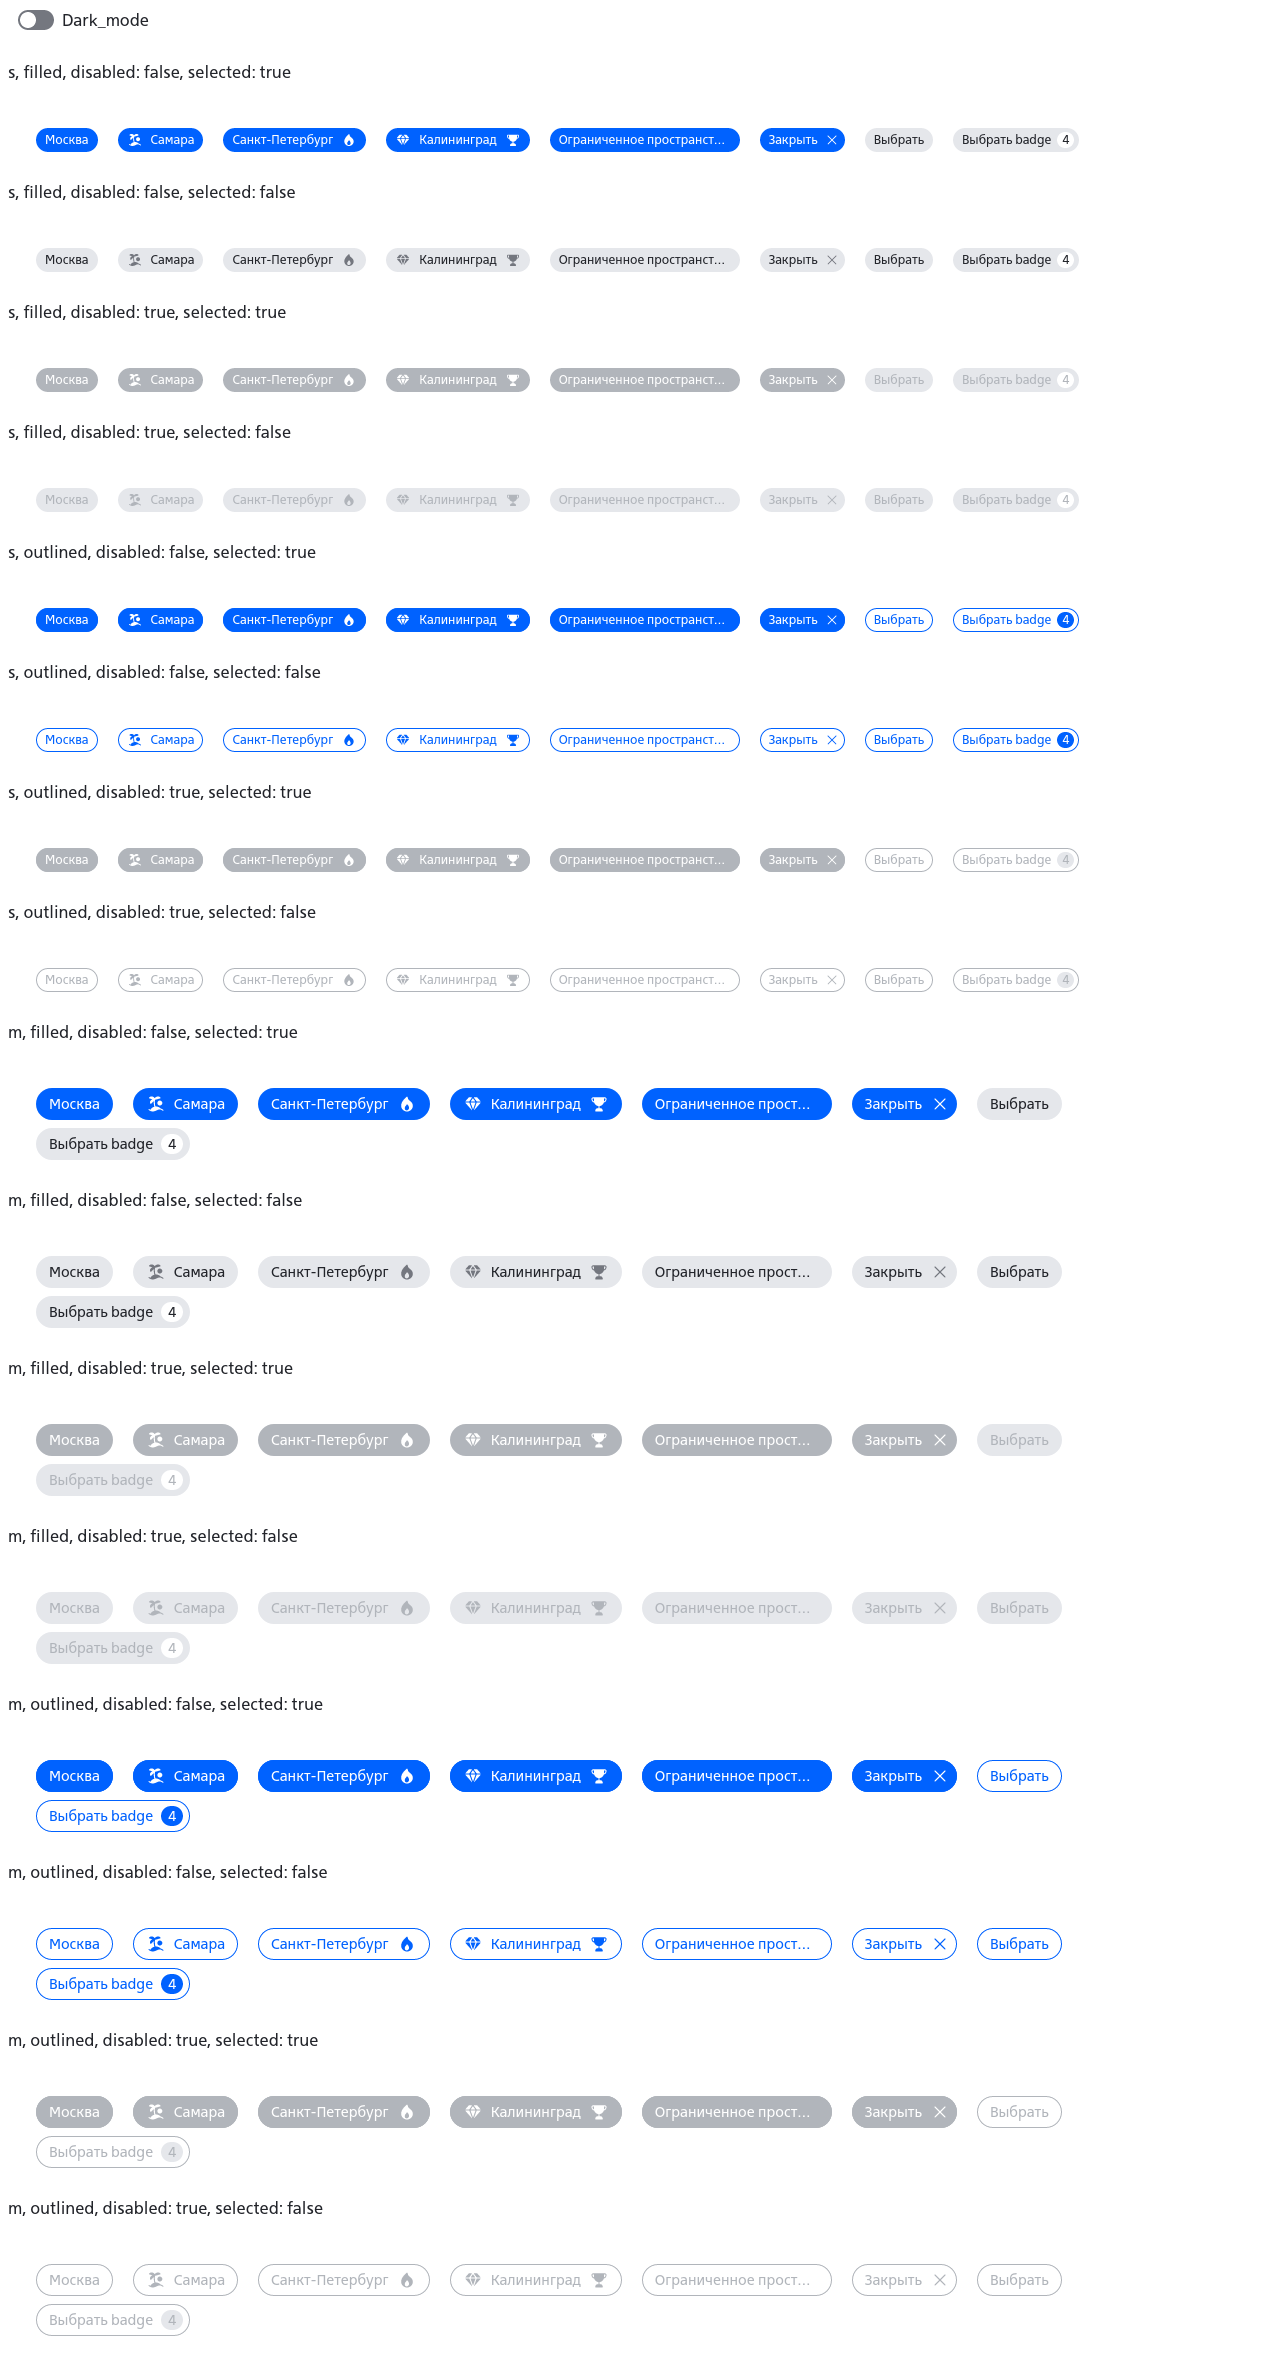 Dark_mode
s, filled, disabled: false, selected: true
Москва Самара Санкт-Петербург Калининград Ограниченное пространст... Закрыть Выбрать Выбрать badge 4
s, filled, disabled: false, selected: false
Москва Самара Санкт-Петербург Калининград Ограниченное пространст... Закрыть Выбрать Выбрать badge 4
s, filled, disabled: true, selected: true
Москва Самара Санкт-Петербург Калининград Ограниченное пространст... Закрыть Выбрать Выбрать badge 4
s, filled, disabled: true, selected: false
Москва Самара Санкт-Петербург Калининград Ограниченное пространст... Закрыть Выбрать Выбрать badge 4
s, outlined, disabled: false, selected: true
Москва Самара Санкт-Петербург Калининград Ограниченное пространст... Закрыть Выбрать Выбрать badge 4
s, outlined, disabled: false, selected: false
Москва Самара Санкт-Петербург Калининград Ограниченное пространст... Закрыть Выбрать Выбрать badge 4
s, outlined, disabled: true, selected: true
Москва Самара Санкт-Петербург Калининград Ограниченное пространст... Закрыть Выбрать Выбрать badge 4
s, outlined, disabled: true, selected: false
Москва Самара Санкт-Петербург Калининград Ограниченное пространст... Закрыть Выбрать Выбрать badge 4
m, filled, disabled: false, selected: true
Москва Самара Санкт-Петербург Калининград Ограниченное прост... Закрыть Выбрать
Выбрать badge 4
m, filled, disabled: false, selected: false
Москва Самара Санкт-Петербург Калининград Ограниченное прост... Закрыть Выбрать
Выбрать badge 4
m, filled, disabled: true, selected: true
Москва Самара Санкт-Петербург Калининград Ограниченное прост... Закрыть Выбрать
Выбрать badge 4
m, filled, disabled: true, selected: false
Москва Самара Санкт-Петербург Калининград Ограниченное прост... Закрыть Выбрать
Выбрать badge 4
m, outlined, disabled: false, selected: true
Москва Самара Санкт-Петербург Калининград Ограниченное прост... Закрыть Выбрать
Выбрать badge 4
m, outlined, disabled: false, selected: false
Москва Самара Санкт-Петербург Калининград Ограниченное прост... Закрыть Выбрать
Выбрать badge 4
m, outlined, disabled: true, selected: true
Москва Самара Санкт-Петербург Калининград Ограниченное прост... Закрыть Выбрать
Выбрать badge 4
m, outlined, disabled: true, selected: false
Москва Самара Санкт-Петербург Калининград Ограниченное прост... Закрыть Выбрать
Выбрать badge 4